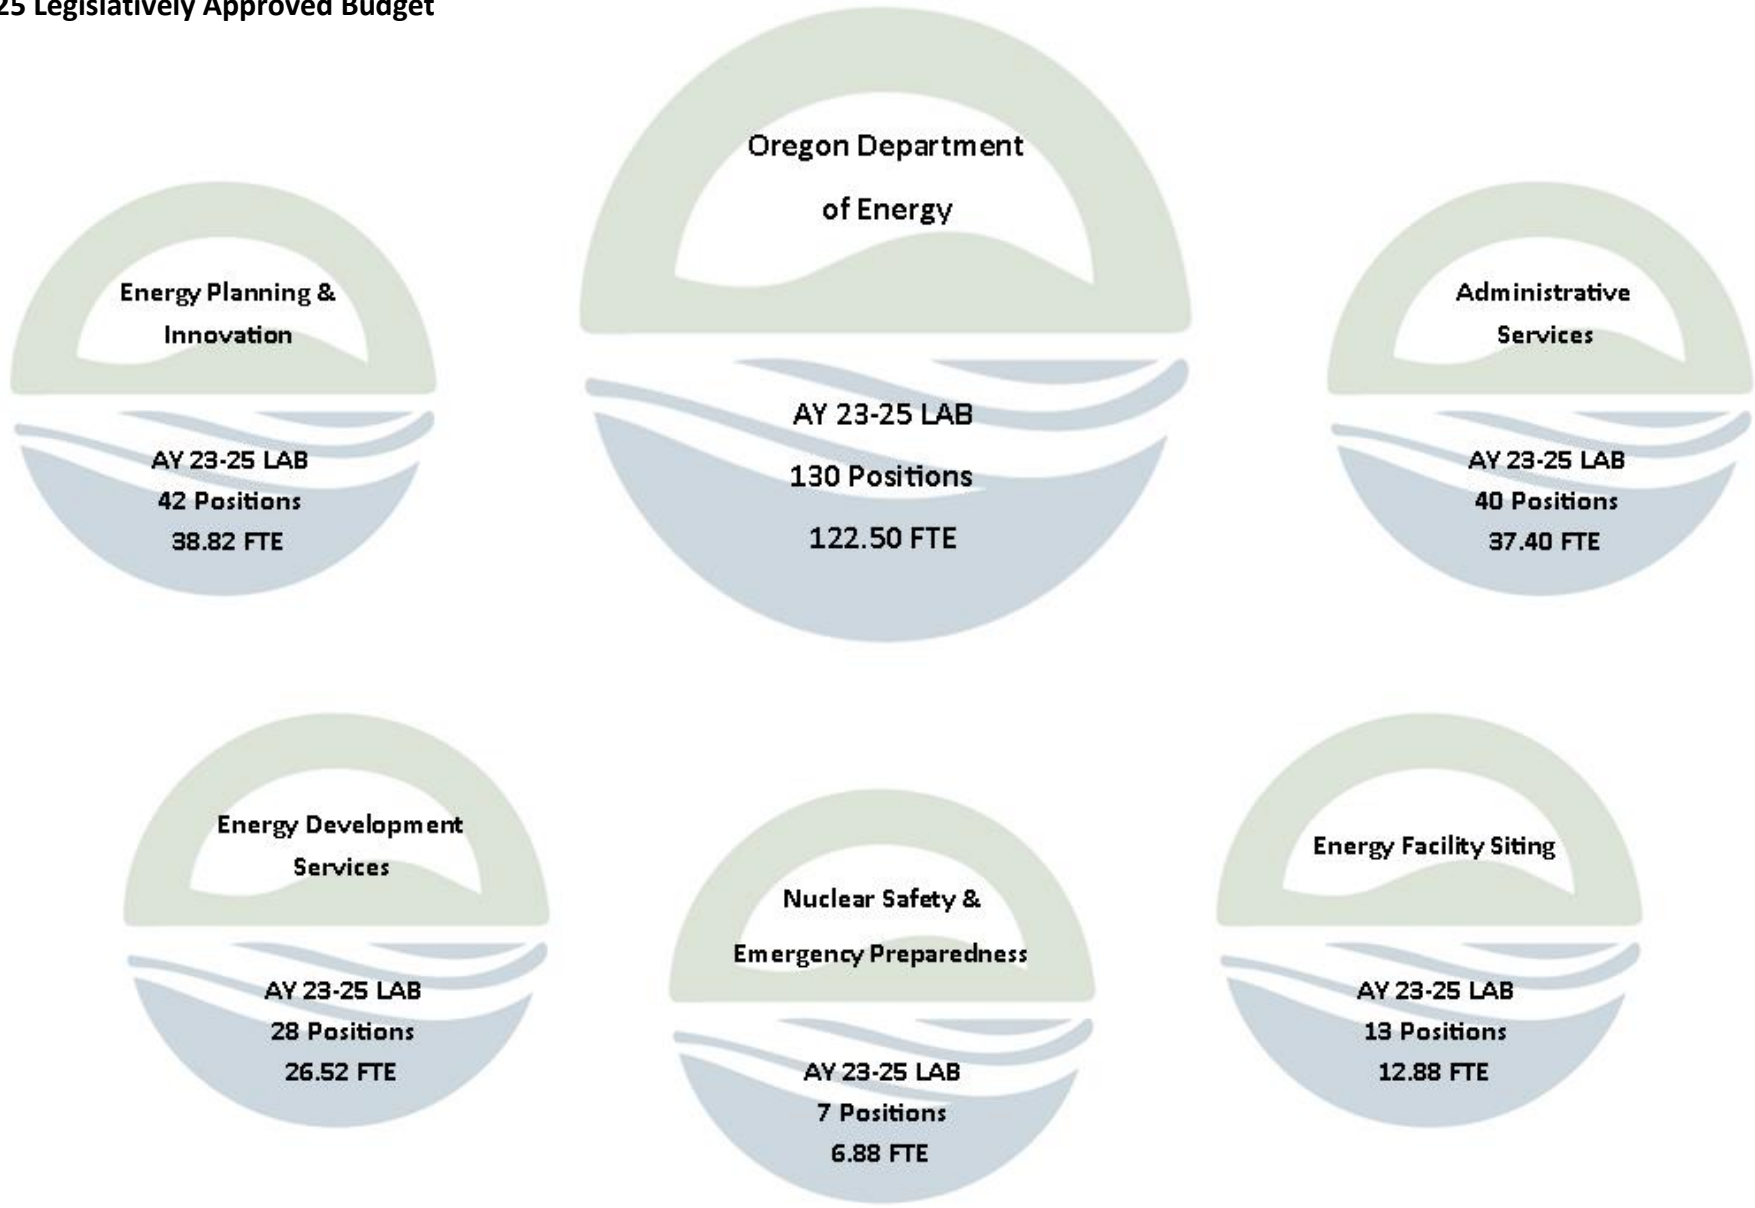 25 Legislatively Approved Budget
Oregon Department
of Energy
AY 23-25 LAB
130 Positions
122.50 FTE
Energy Planning &
Innovation
AY 23-25 LAB
42 Positions
38.82 FTE
Administrative
Services
AY 23-25 LAB
40 Positions
37.40 FTE
Energy Development
Services
AY 23-25 LAB
28 Positions
26.52 FTE
Nuclear Safety &
Emergency Preparedness
AY 23-25 LAB
7 Positions
6.88 FTE
Energy Facility Siting
AY 23-25 LAB
13 Positions
12.88 FTE